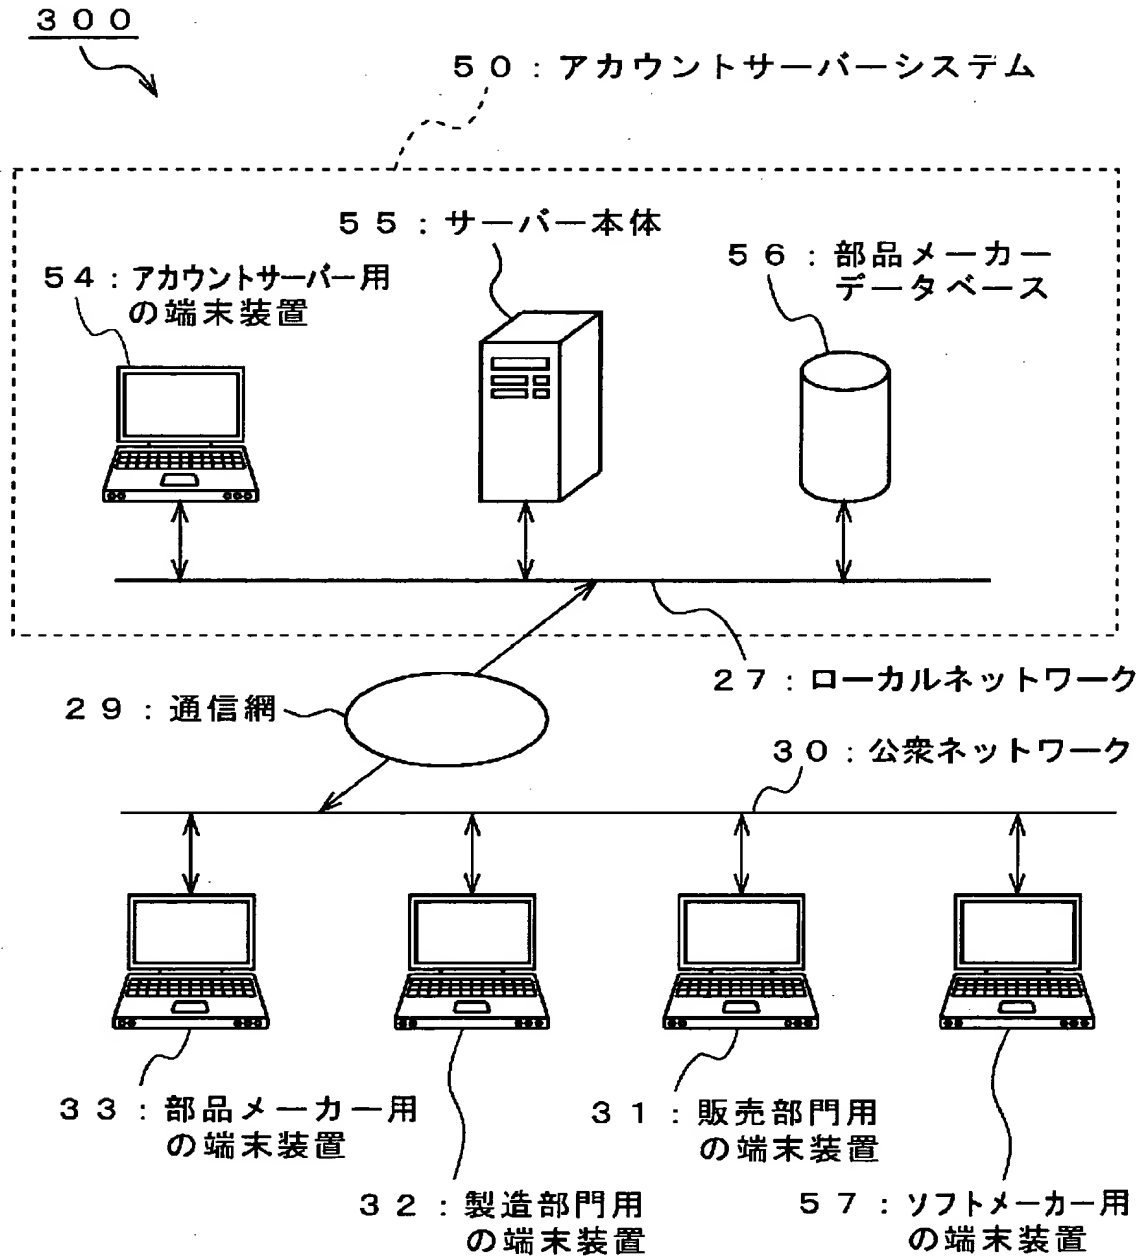 ３００
５０：アカウントサーバーシステム
５５：サーバー本体
５６：部品メーカー
データベース
５４：アカウントサーバー用
の端末装置
２７：ローカルネットワーク
２９：通信網
３０：公衆ネットワーク
３３：部品メーカー用
の端末装置
３１：販売部門用
の端末装置
３２：製造部門用
の端末装置
５７：ソフトメーカー用
の端末装置